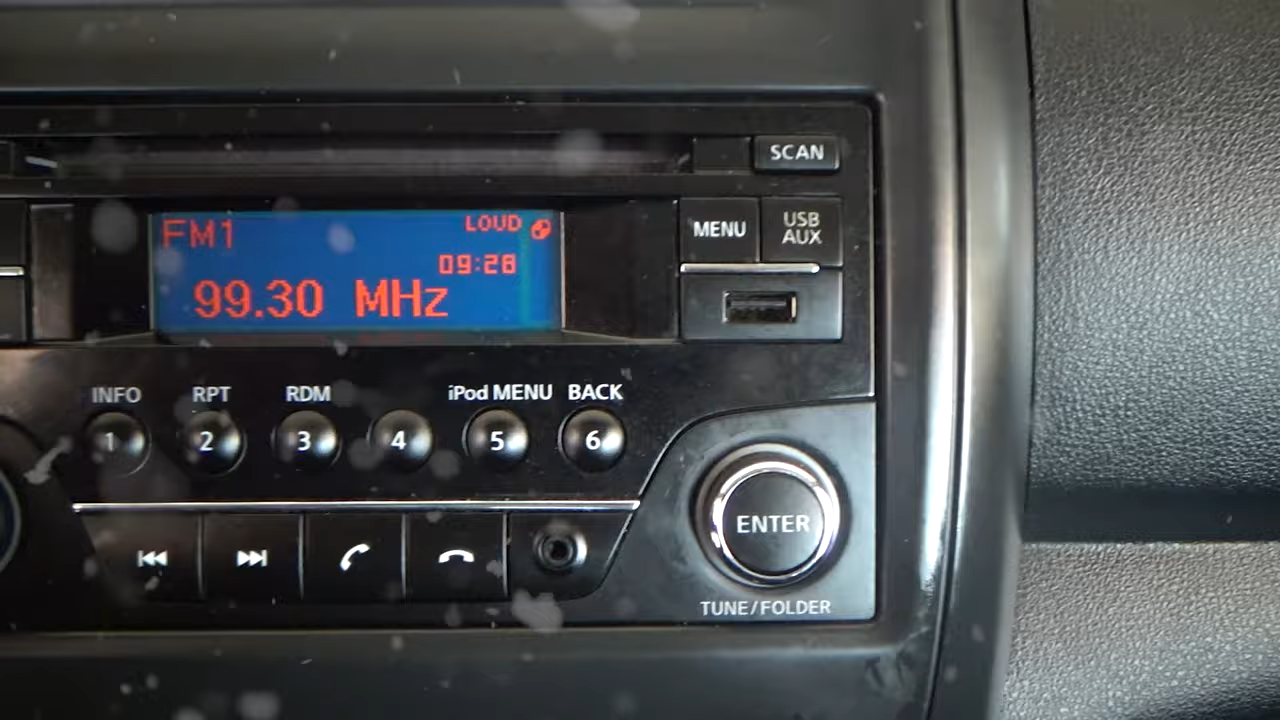 SCAN
FM1 LOUD
09:28
99.30 MHz
MENU
USB
AUX
INFO RPT RDM iPod MENU BACK
1 2 3 4 5 6
ENTER
TUNE/FOLDER